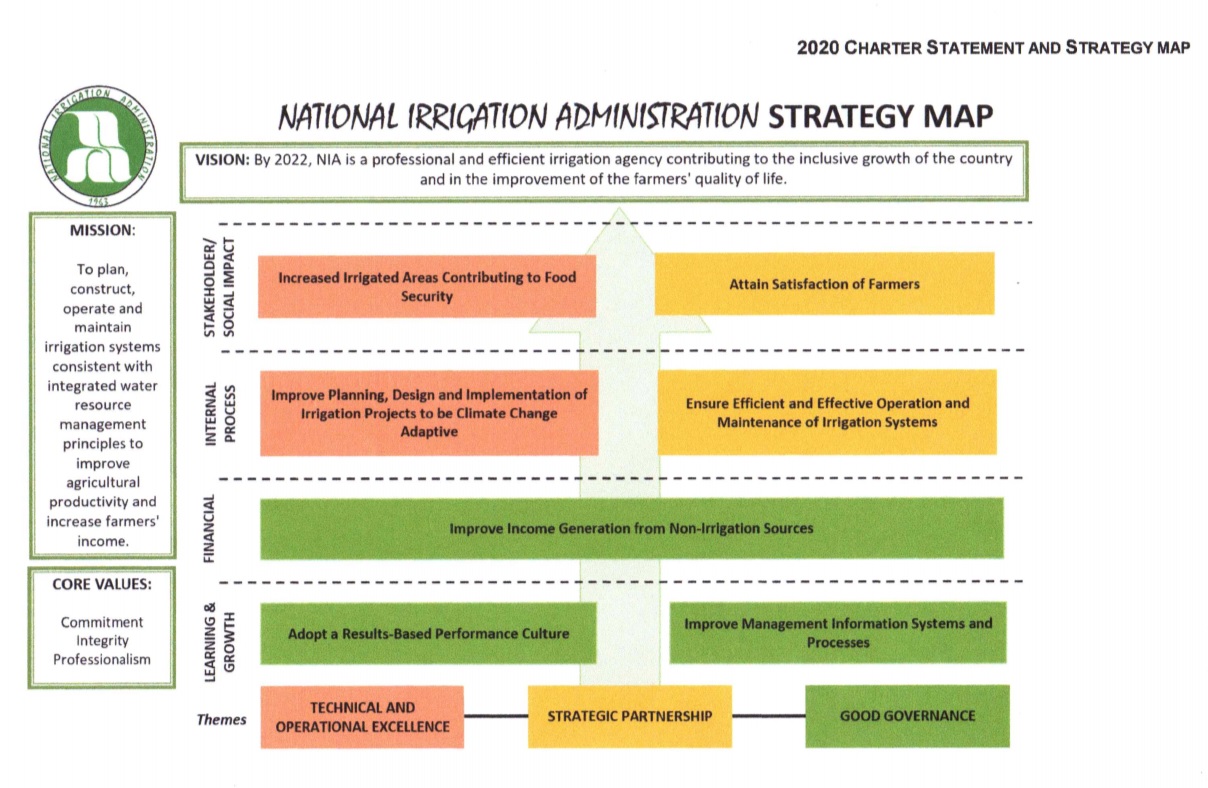 2020 CHARTER STATEMENT AND STRATEGY MAP
NATIONAL IRRIGATION ADMINISTRATION
1963
NATIONAL IRRIGATION ADMINISTRATION STRATEGY MAP
VISION: By 2022, NIA is a professional and efficient irrigation agency contributing to the inclusive growth of the country
and in the improvement of the farmers' quality of life.
MISSION:
To plan,
construct,
operate and
maintain
irrigation systems
consistent with
integrated water
resource
management
principles to
improve
agricultural
productivity and
increase farmers'
income.
CORE VALUES:
Commitment
Integrity
Professionalism
STAKEHOLDER/
SOCIAL IMPACT
Increased Irrigated Areas Contributing to Food
Security
Attain Satisfaction of Farmers
INTERNAL
PROCESS
Improve Planning, Design and Implementation of
Irrigation Projects to be Climate Change
Adaptive
Ensure Efficient and Effective Operation and
Maintenance of Irrigation Systems
FINANCIAL
Improve Income Generation from Non-Irrigation Sources
LEARNING &
GROWTH
Adopt a Results-Based Performance Culture
Improve Management Information Systems and
Processes
Themes
TECHNICAL AND
OPERATIONAL EXCELLENCE
STRATEGIC PARTNERSHIP
GOOD GOVERNANCE